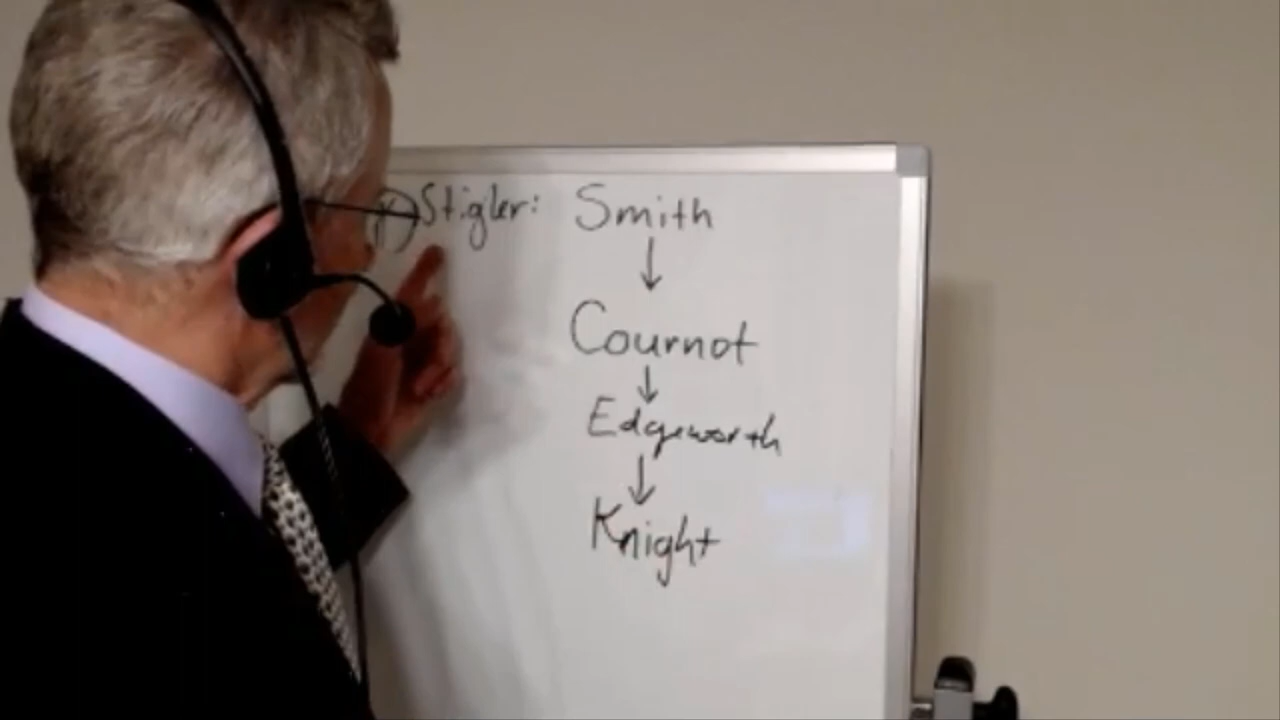 Stigler: Smith
↓
Cournot
↓
Edgeworth
↓
Knight